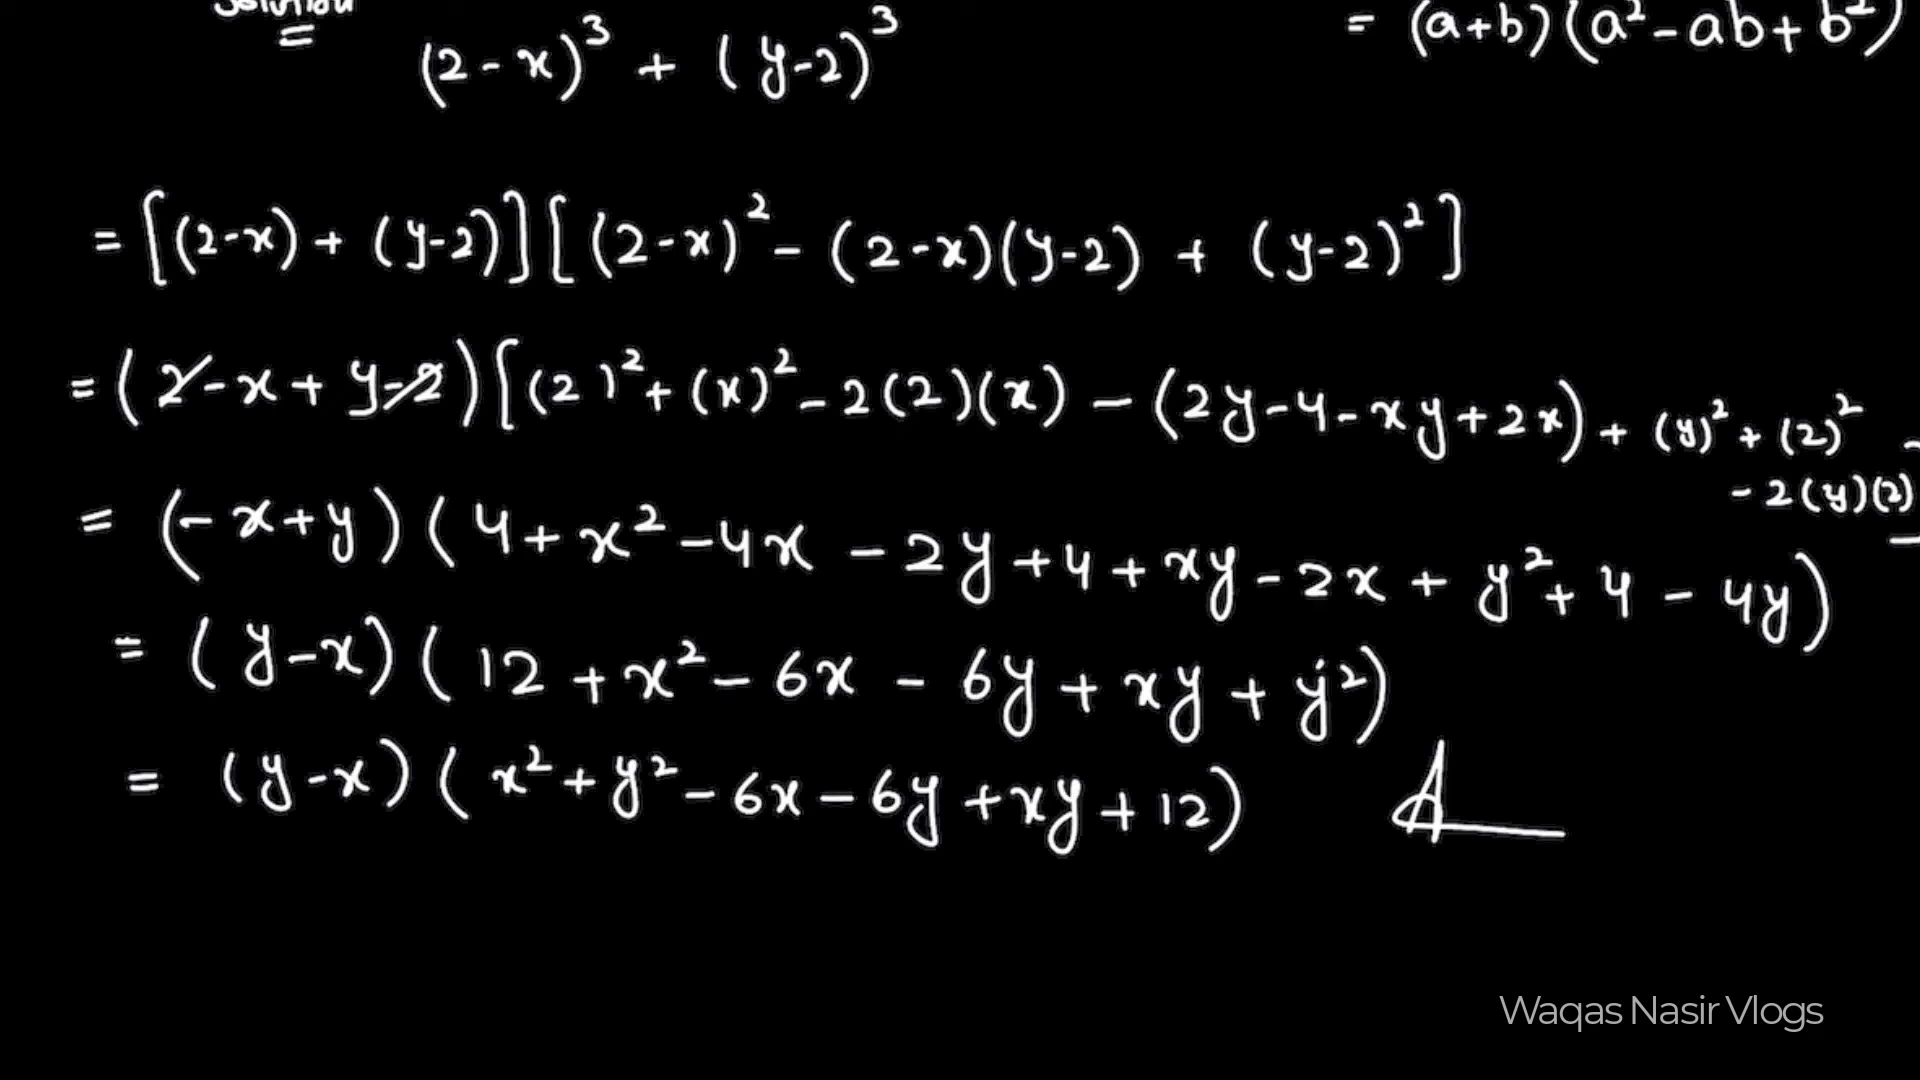 Solution
= (a+b)(a²-ab+b²)
=
(2-x)³ + (y-2)³
= [(2-x) + (y-2)][(2-x)² - (2-x)(y-2) + (y-2)²]
= (2-x + y-2)[(2)² + (x)² - 2(2)(x) - (2y-4-xy+2x) + (y)² + (2)²
- 2(y)(2)
= (-x+y)(4+x²-4x-2y+4+xy-2x+y²+4-4y)
= (y-x)(12+x²-6x-6y+xy+y²)
= (y-x)(x²+y²-6x-6y+xy+12)
Waqas Nasir Vlogs